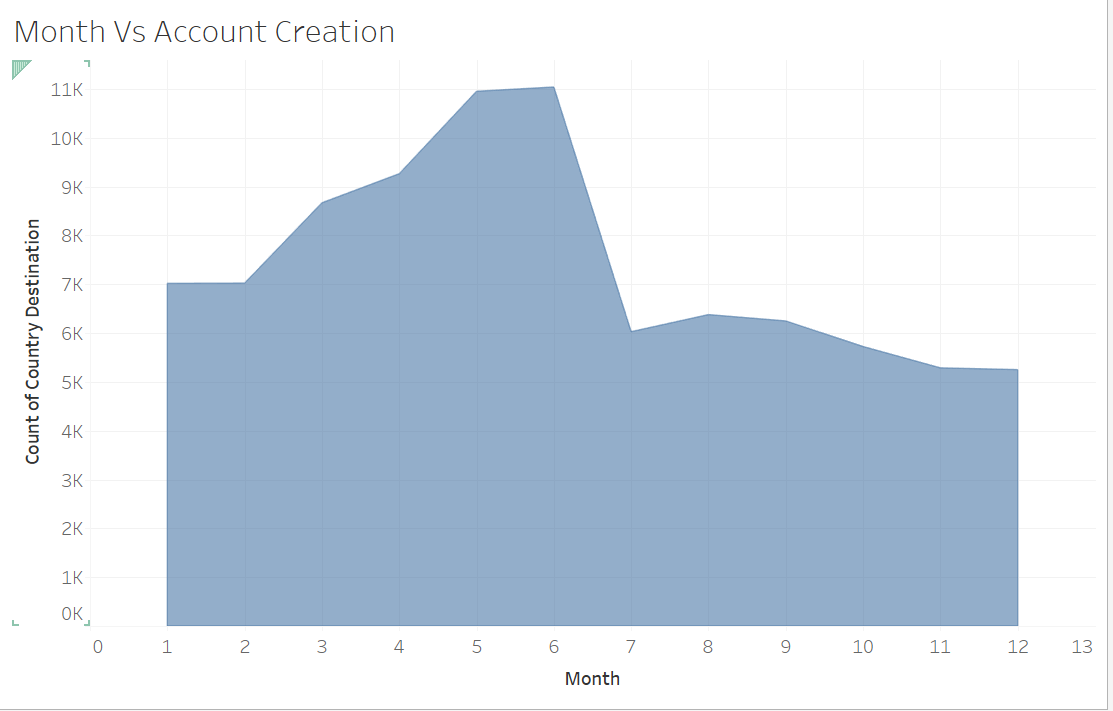 Month Vs Account Creation
Count of Country Destination
11K
10K
9K
8K
7K
6K
5K
4K
3K
2K
1K
0K
0 1 2 3 4 5 6 7 8 9 10 11 12 13
Month